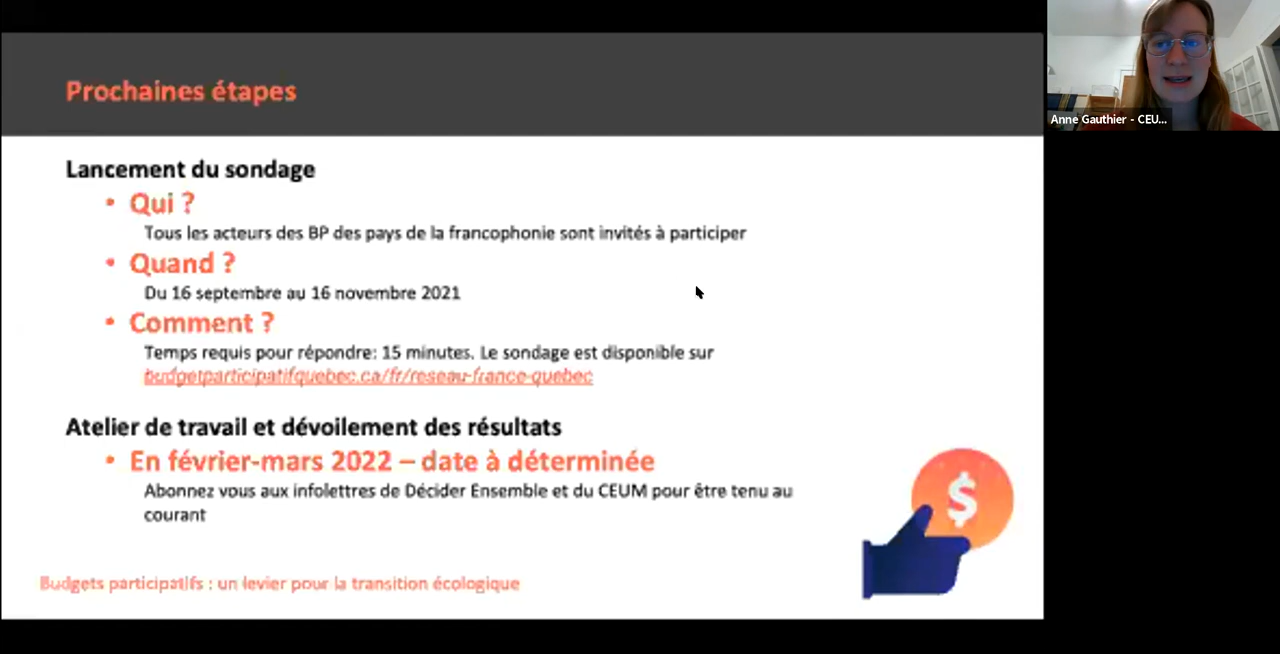 Prochaines étapes
Anne Gauthier - CEU...
Lancement du sondage
• Qui ?
Tous les acteurs des BP des pays de la francophonie sont invités à participer
• Quand ?
Du 16 septembre au 16 novembre 2021
• Comment ?
Temps requis pour répondre: 15 minutes. Le sondage est disponible sur
budgetparticipatifquebec.ca/fr/reseau-france-quebec
Atelier de travail et dévoilement des résultats
• En février-mars 2022 – date à déterminée
Abonnez vous aux infolettres de Décider Ensemble et du CEUM pour être tenu au
courant
$
Budgets participatifs : un levier pour la transition écologique